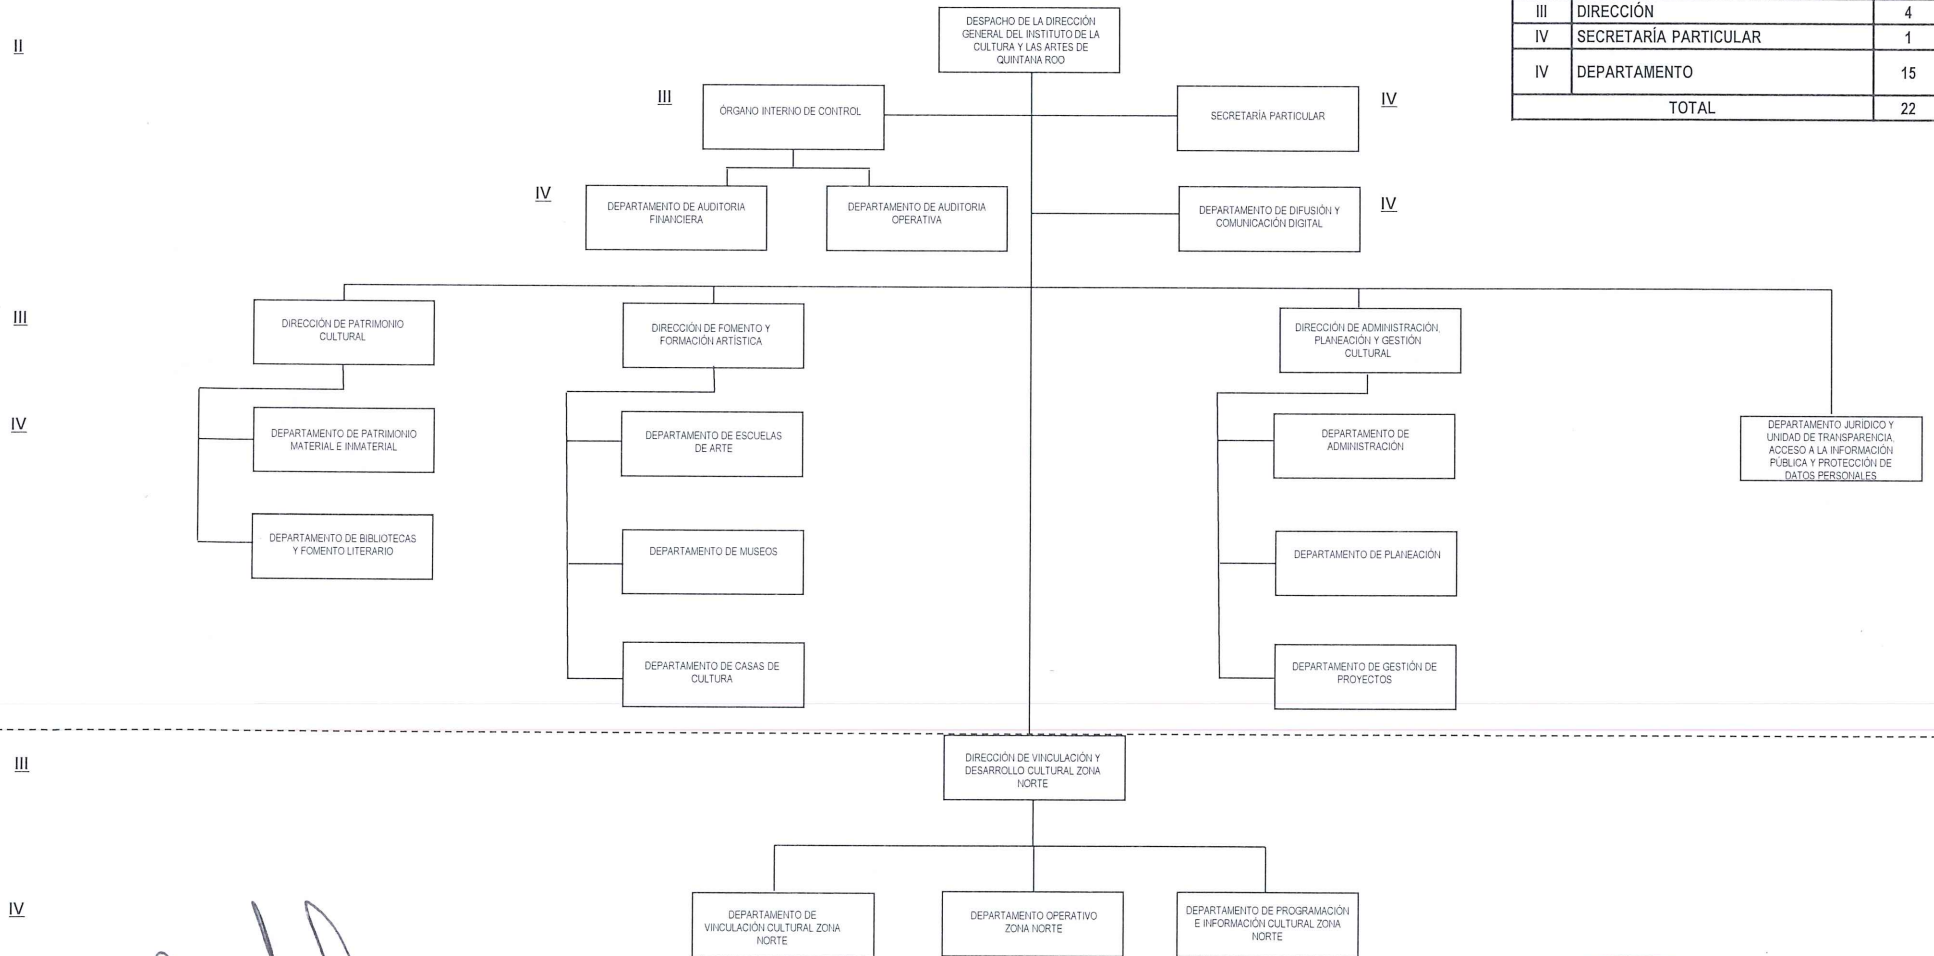 III DIRECCIÓN 4
IV SECRETARÍA PARTICULAR 1
IV DEPARTAMENTO 15
TOTAL 22
II
DESPACHO DE LA DIRECCIÓN
GENERAL DEL INSTITUTO DE LA
CULTURA Y LAS ARTES DE
QUINTANA ROO
III
ÓRGANO INTERNO DE CONTROL
SECRETARÍA PARTICULAR
IV
IV
DEPARTAMENTO DE AUDITORIA
FINANCIERA
DEPARTAMENTO DE AUDITORIA
OPERATIVA
DEPARTAMENTO DE DIFUSIÓN Y
COMUNICACIÓN DIGITAL
IV
III
DIRECCIÓN DE PATRIMONIO
CULTURAL
DIRECCIÓN DE FOMENTO Y
FORMACIÓN ARTÍSTICA
DIRECCIÓN DE ADMINISTRACIÓN,
PLANEACIÓN Y GESTIÓN
CULTURAL
IV
DEPARTAMENTO DE PATRIMONIO
MATERIAL E INMATERIAL
DEPARTAMENTO DE ESCUELAS
DE ARTE
DEPARTAMENTO DE
ADMINISTRACIÓN
DEPARTAMENTO JURÍDICO Y
UNIDAD DE TRANSPARENCIA,
ACCESO A LA INFORMACIÓN
PÚBLICA Y PROTECCIÓN DE
DATOS PERSONALES
DEPARTAMENTO DE BIBLIOTECAS
Y FOMENTO LITERARIO
DEPARTAMENTO DE MUSEOS
DEPARTAMENTO DE PLANEACIÓN
DEPARTAMENTO DE CASAS DE
CULTURA
DEPARTAMENTO DE GESTIÓN DE
PROYECTOS
III
DIRECCIÓN DE VINCULACIÓN Y
DESARROLLO CULTURAL ZONA
NORTE
IV
DEPARTAMENTO DE
VINCULACIÓN CULTURAL ZONA
NORTE
DEPARTAMENTO OPERATIVO
ZONA NORTE
DEPARTAMENTO DE PROGRAMACIÓN
E INFORMACIÓN CULTURAL ZONA
NORTE